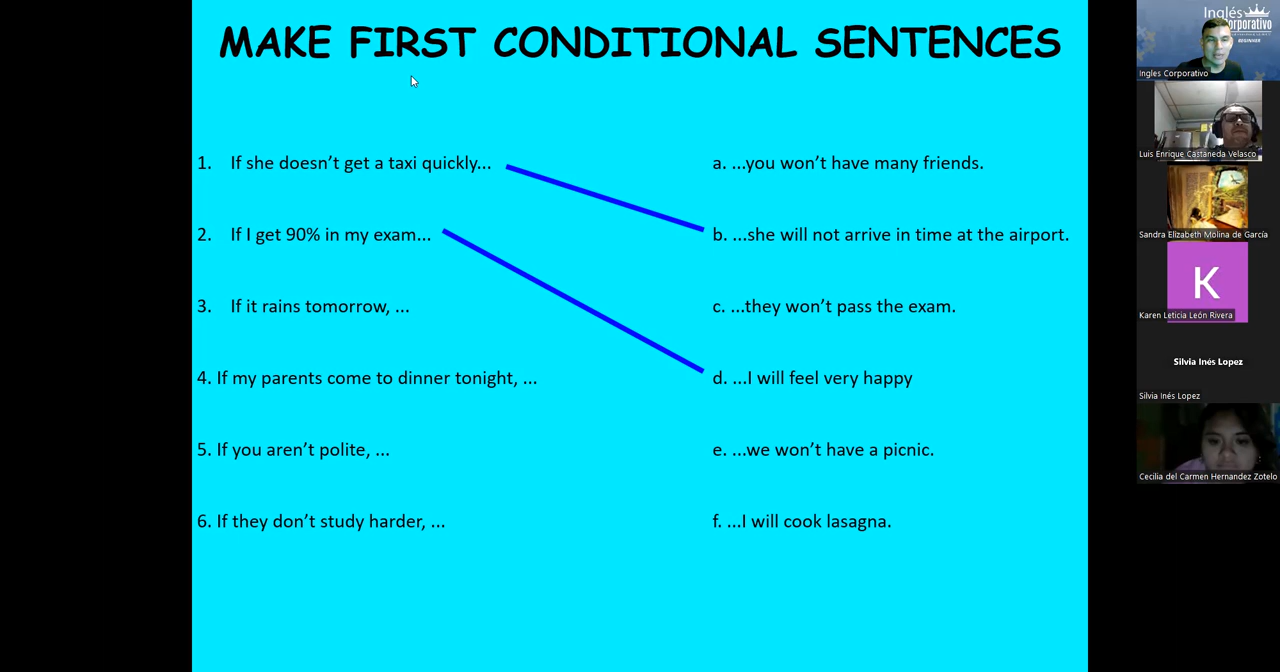 MAKE FIRST CONDITIONAL SENTENCES
1. If she doesn’t get a taxi quickly...
a. ...you won’t have many friends.
2. If I get 90% in my exam...
b. ...she will not arrive in time at the airport.
3. If it rains tomorrow, ...
c. ...they won’t pass the exam.
4. If my parents come to dinner tonight, ...
d. ...I will feel very happy
5. If you aren’t polite, ...
e. ...we won’t have a picnic.
6. If they don’t study harder, ...
f. ...I will cook lasagna.
Inglés
Corporativo
BEGINNER
Ingles Corporativo
Luis Enrique Castaneda Velasco
Sandra Elizabeth Molina de García
K
Karen Leticia León Rivera
Silvia Inés Lopez
Silvia Inés Lopez
Cecilia del Carmen Hernandez Zotelo